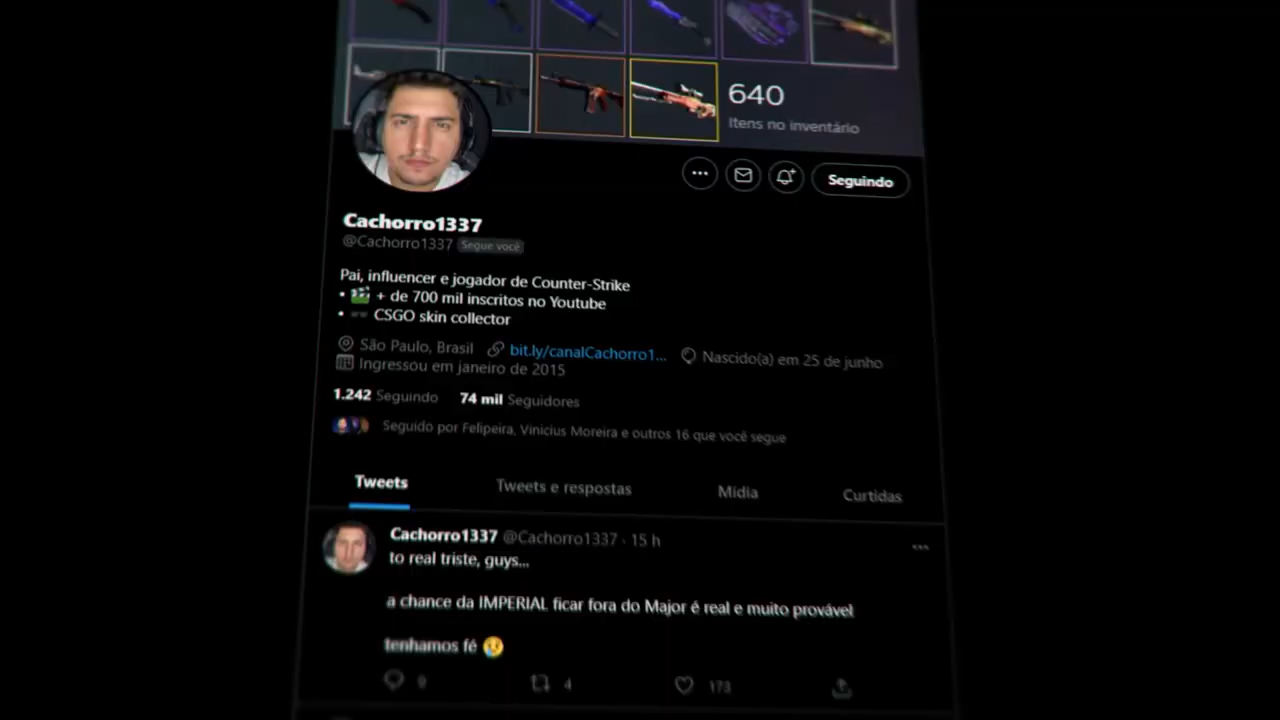 640
Itens no inventário
Seguindo
Cachorro1337
@Cachorro1337 Segue você
Pai, influencer e jogador de Counter-Strike
• 🎬 + de 700 mil inscritos no Youtube
• 🕶 CSGO skin collector
São Paulo, Brasil bit.ly/canalCachorro1... Nascido(a) em 25 de junho
Ingressou em janeiro de 2015
1.242 Seguindo 74 mil Seguidores
Seguido por Felipeira, Vinicius Moreira e outros 16 que você segue
Tweets Tweets e respostas Mídia Curtidas
Cachorro1337 @Cachorro1337 · 15 h
to real triste, guys...
a chance da IMPERIAL ficar fora do Major é real e muito provável
tenhamos fé 😢
9 4 173